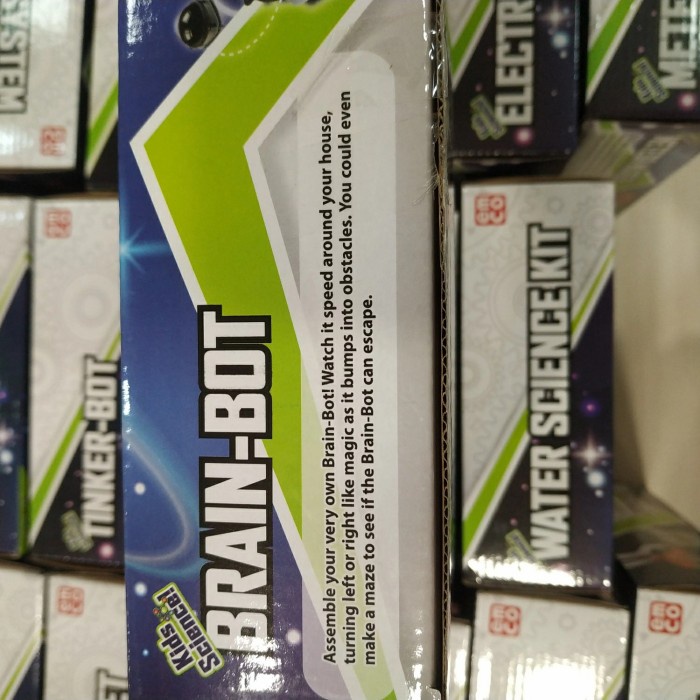 Kids
Science!
BRAIN-BOT
Assemble your very own Brain-Bot! Watch it speed around your house,
turning left or right like magic as it bumps into obstacles. You could even
make a maze to see if the Brain-Bot can escape.
TINKER-BOT
WATER SCIENCE KIT